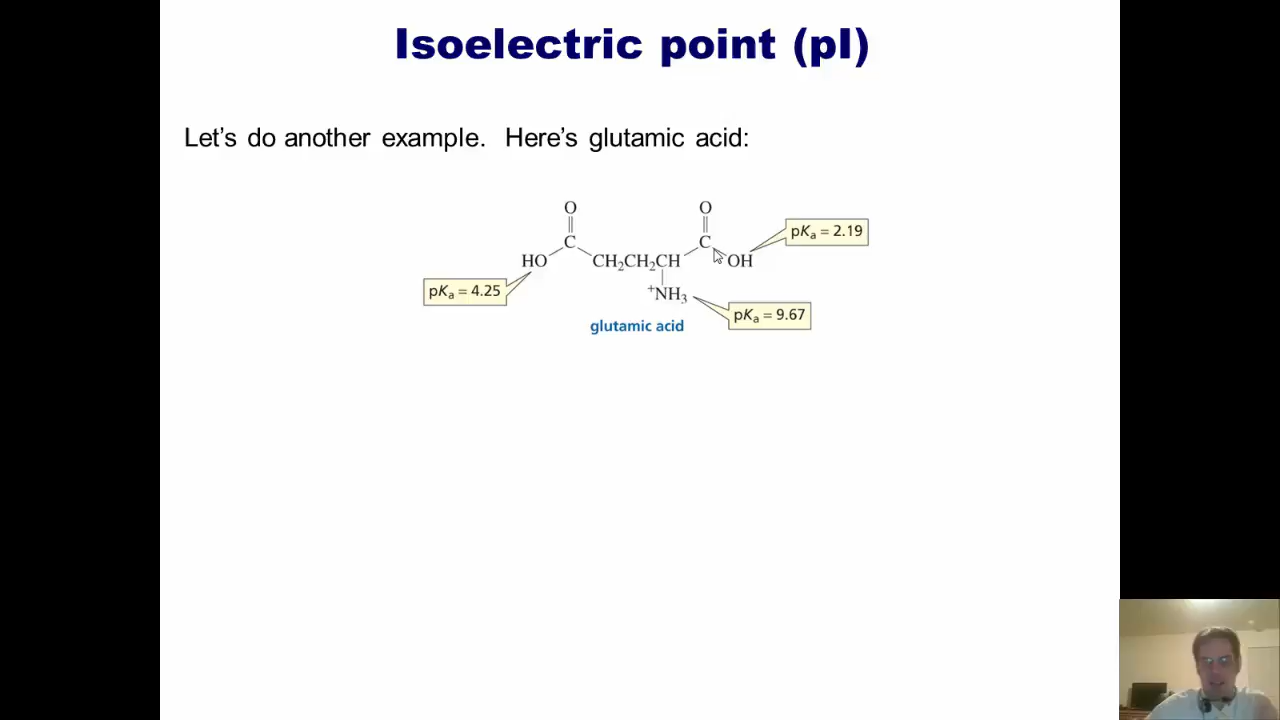 Isoelectric point (pI)
Let's do another example. Here's glutamic acid:
O
O
C
C
pKa = 2.19
HO
CH2CH2CH
OH
pKa = 4.25
+NH3
pKa = 9.67
glutamic acid